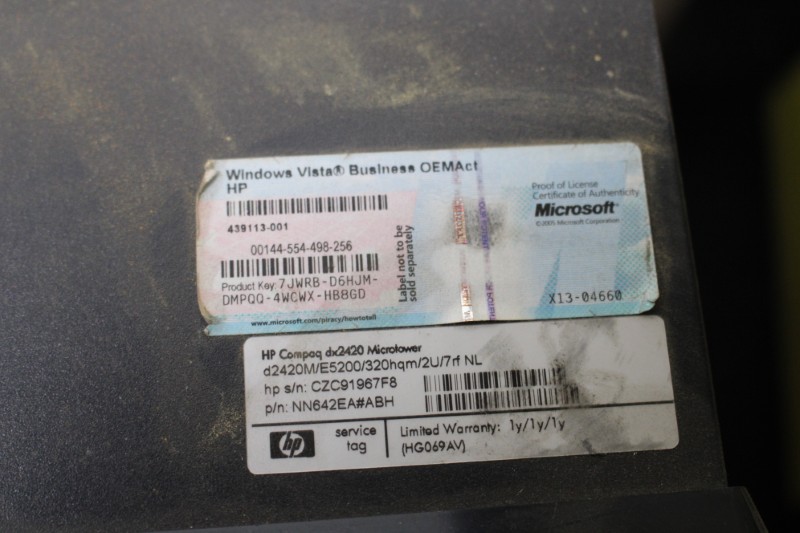 Windows Vista® Business OEMAct
HP
439113-001
00144-554-498-256
Product Key: 7JWRB-D6HJM-
DMPQQ-4WCWX-HB8GD
www.microsoft.com/piracy/howtotell
Label not to be
sold separately
Proof of License
Certificate of Authenticity
Microsoft®
©2005 Microsoft Corporation
X13-04660
HP Compaq dx2420 Microtower
d2420M/E5200/320hqm/2U/7rf NL
hp s/n: CZC91967F8
p/n: NN642EA#ABH
hp
service
tag
Limited Warranty: 1y/1y/1y
(HG069AV)